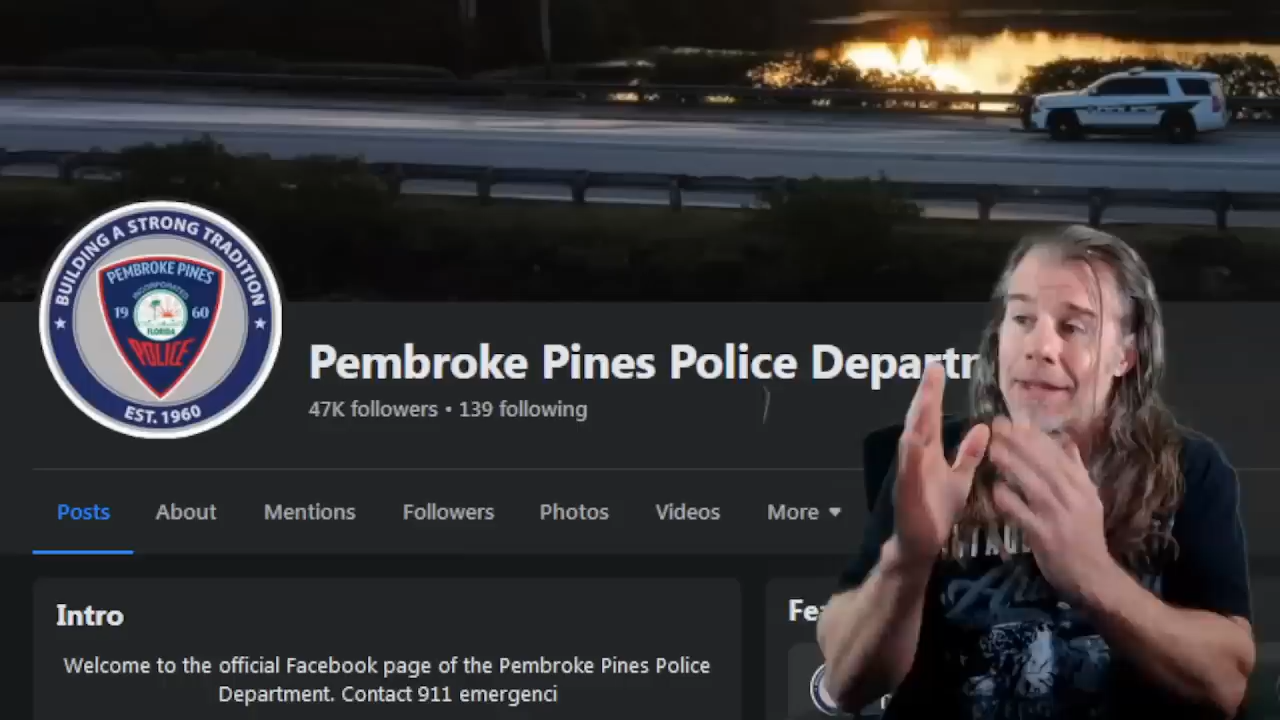 BUILDING A STRONG TRADITION
PEMBROKE PINES
INCORPORATED
19 60
FLORIDA
POLICE
EST. 1960
Pembroke Pines Police Departm
47K followers • 139 following
Posts About Mentions Followers Photos Videos More
Intro
Fea
Welcome to the official Facebook page of the Pembroke Pines Police
Department. Contact 911 emergenci